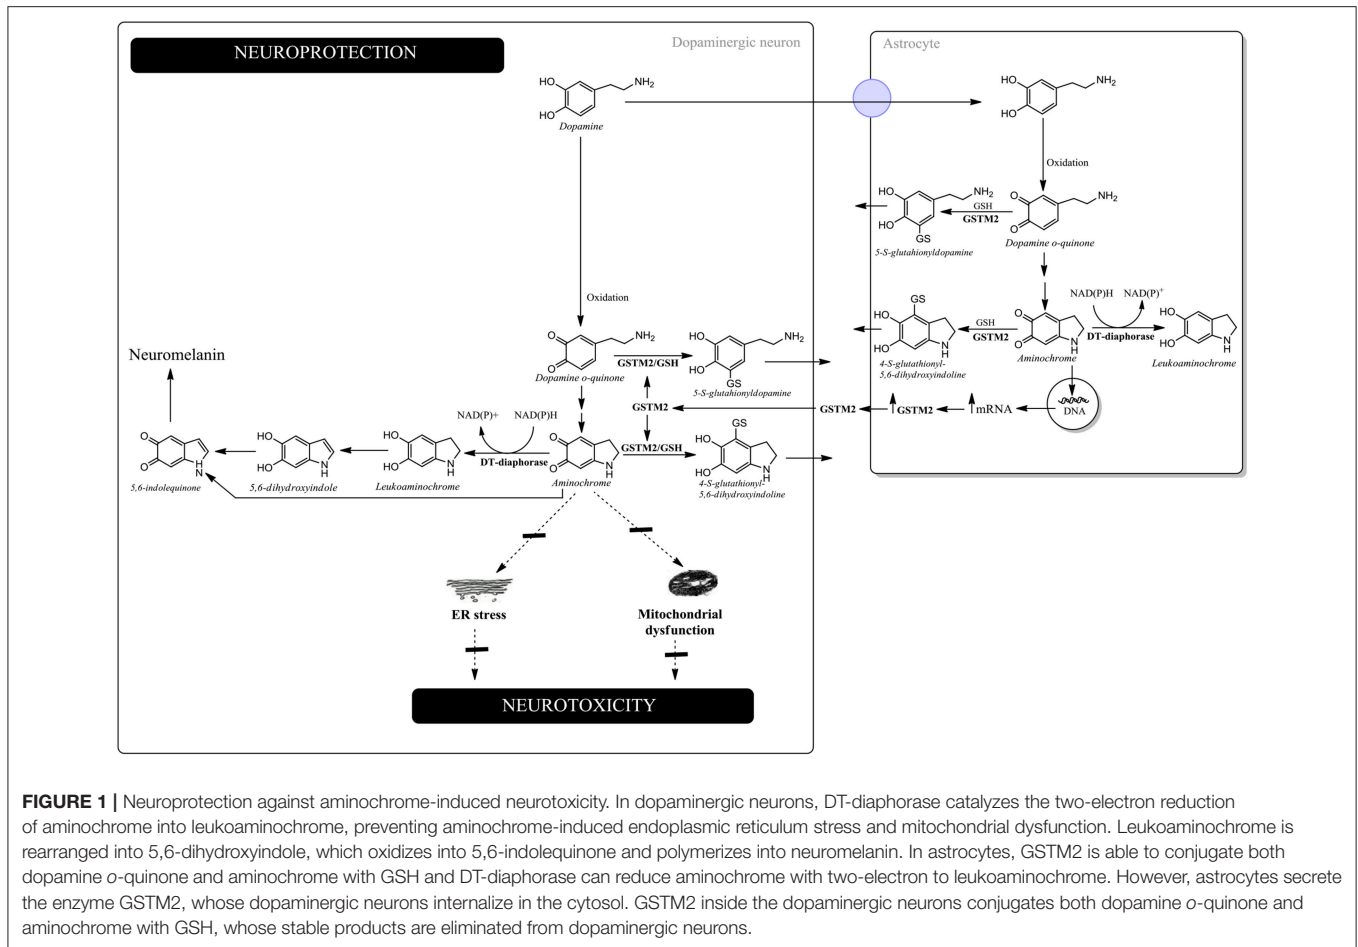 NEUROPROTECTION
Dopaminergic neuron
Astrocyte
HO
HO
NH2
Dopamine
HO
HO
NH2
Oxidation
Oxidation
O
O
NH2
Dopamine o-quinone
GSH
GSTM2
HO
HO
NH2
GS
5-S-glutahionyldopamine
O
O
NH2
Dopamine o-quinone
GSTM2/GSH
HO
HO
NH2
GS
5-S-glutahionyldopamine
NAD(P)H
NAD(P)+
DT-diaphorase
O
O
N
H
Aminochrome
GSH
GSTM2
GS
HO
HO
N
H
4-S-glutathionyl-
5,6-dihydroxyindoline
HO
HO
N
H
Leukoaminochrome
DNA
mRNA
GSTM2
GSTM2
GSTM2
Neuromelanin
O
O
H
N
5,6-indolequinone
HO
HO
N
H
5,6-dihydroxyindole
HO
HO
N
H
Leukoaminochrome
NAD(P)+
NAD(P)H
DT-diaphorase
O
O
N
H
Aminochrome
GSTM2/GSH
GS
HO
HO
N
H
4-S-glutathionyl-
5,6-dihydroxyindoline
ER stress
Mitochondrial
dysfunction
NEUROTOXICITY
FIGURE 1 | Neuroprotection against aminochrome-induced neurotoxicity. In dopaminergic neurons, DT-diaphorase catalyzes the two-electron reduction
of aminochrome into leukoaminochrome, preventing aminochrome-induced endoplasmic reticulum stress and mitochondrial dysfunction. Leukoaminochrome is
rearranged into 5,6-dihydroxyindole, which oxidizes into 5,6-indolequinone and polymerizes into neuromelanin. In astrocytes, GSTM2 is able to conjugate both
dopamine o-quinone and aminochrome with GSH and DT-diaphorase can reduce aminochrome with two-electron to leukoaminochrome. However, astrocytes secrete
the enzyme GSTM2, whose dopaminergic neurons internalize in the cytosol. GSTM2 inside the dopaminergic neurons conjugates both dopamine o-quinone and
aminochrome with GSH, whose stable products are eliminated from dopaminergic neurons.